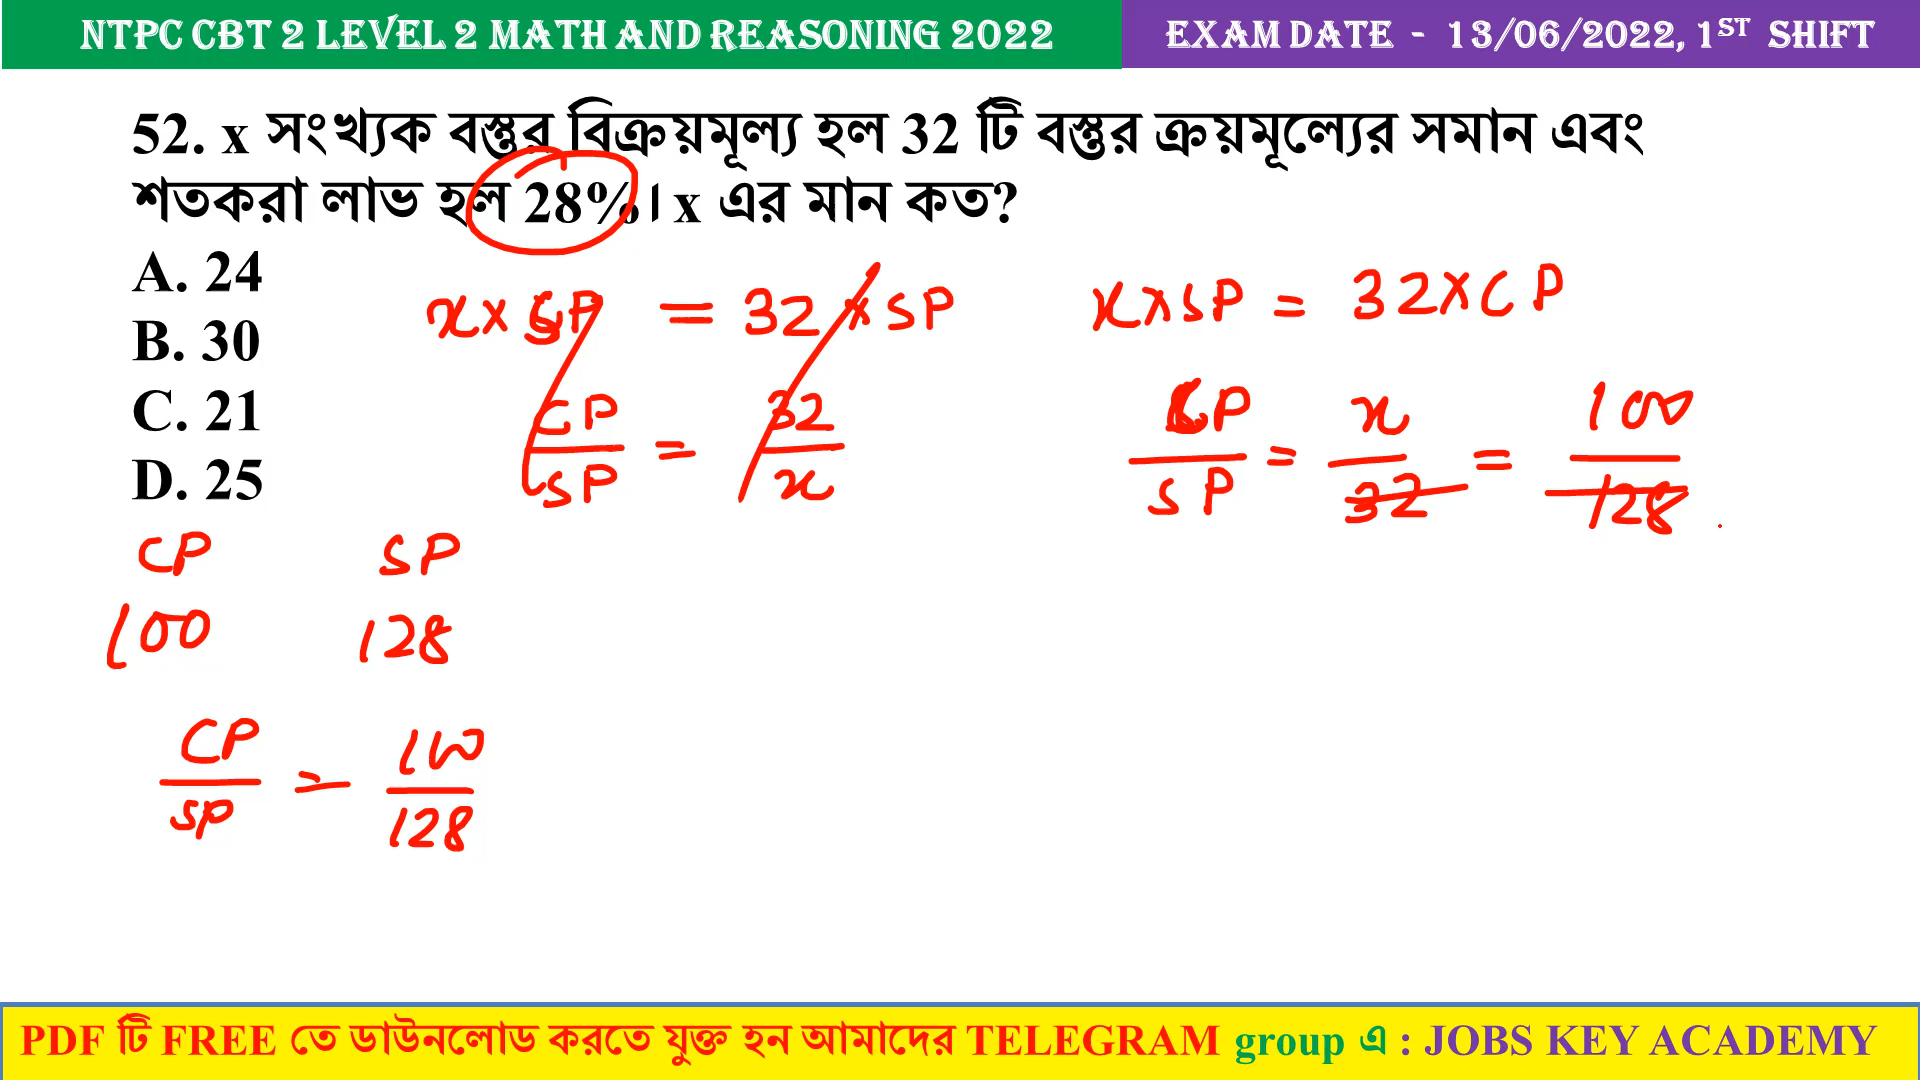 NTPC CBT 2 LEVEL 2 MATH AND REASONING 2022
EXAM DATE - 13/06/2022, 1ST SHIFT
52. x সংখ্যক বস্তুর বিক্রয়মূল্য হল 32 টি বস্তুর ক্রয়মূল্যের সমান এবং
শতকরা লাভ হল 28%। x এর মান কত?
A. 24
B. 30
C. 21
D. 25
x × SP = 32 × SP
CP/SP = 32/x
x × SP = 32 × CP
CP/SP = x/32 = 100/128
CP SP
100 128
CP/SP = 100/128
PDF টি FREE তে ডাউনলোড করতে যুক্ত হন আমাদের TELEGRAM group এ : JOBS KEY ACADEMY